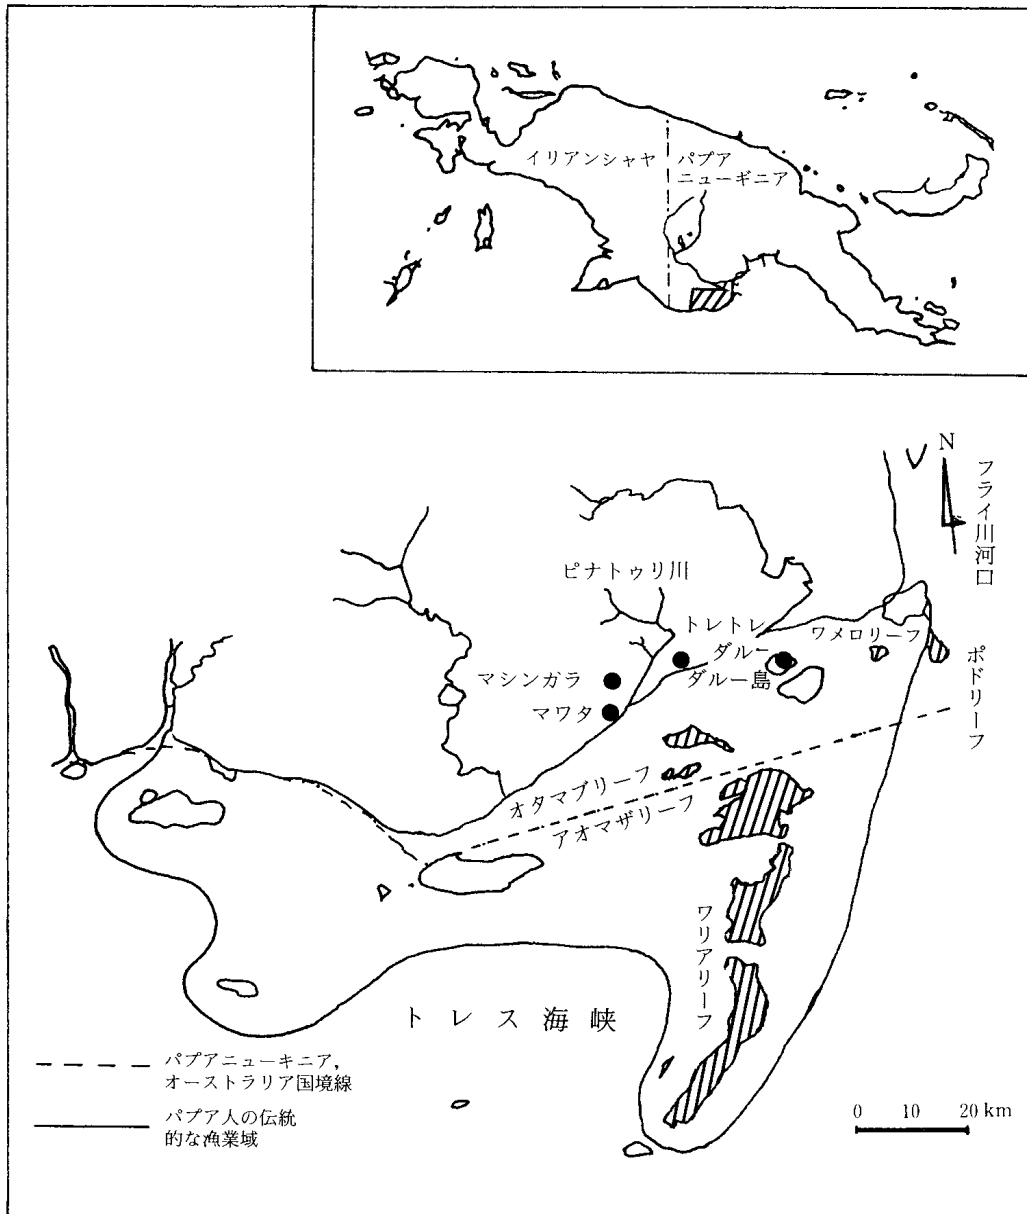 イリアンシャヤ
パプア
ニューギニア
N
フライ川河口
ピナトゥリ川
トレトレ
ワメロリーフ
ダルー
ダルー島
ポドリーフ
マシンガラ
マワタ
オタマブリーフ
アオマザリーフ
ワリアリーフ
トレス海峡
パプアニューキニア,
オーストラリア国境線
パプア人の伝統
的な漁業域
0 10 20 km